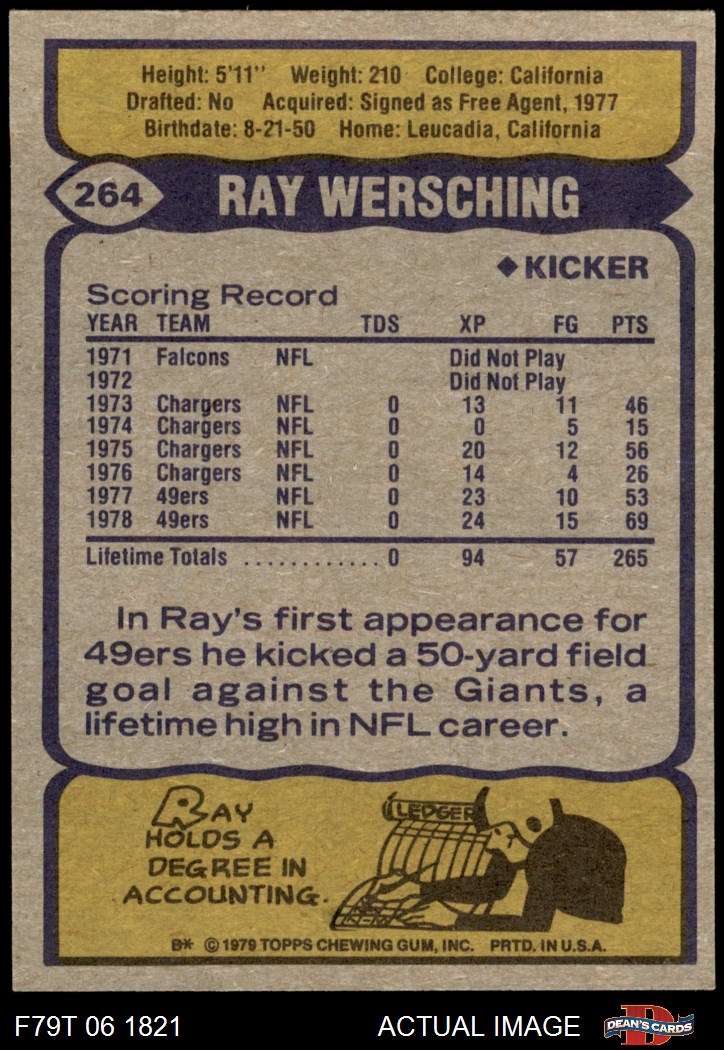 Height: 5'11" Weight: 210 College: California
Drafted: No Acquired: Signed as Free Agent, 1977
Birthdate: 8-21-50 Home: Leucadia, California
264 RAY WERSCHING
◆KICKER
Scoring Record
YEAR TEAM TDS XP FG PTS
1971 Falcons NFL Did Not Play
1972 Did Not Play
1973 Chargers NFL 0 13 11 46
1974 Chargers NFL 0 0 5 15
1975 Chargers NFL 0 20 12 56
1976 Chargers NFL 0 14 4 26
1977 49ers NFL 0 23 10 53
1978 49ers NFL 0 24 15 69
Lifetime Totals ............ 0 94 57 265
In Ray's first appearance for
49ers he kicked a 50-yard field
goal against the Giants, a
lifetime high in NFL career.
RAY
HOLDS A
DEGREE IN
ACCOUNTING.
LEDGER
B* © 1979 TOPPS CHEWING GUM, INC. PRTD. IN U.S.A.
F79T 06 1821 ACTUAL IMAGE
D
DEAN'S CARDS